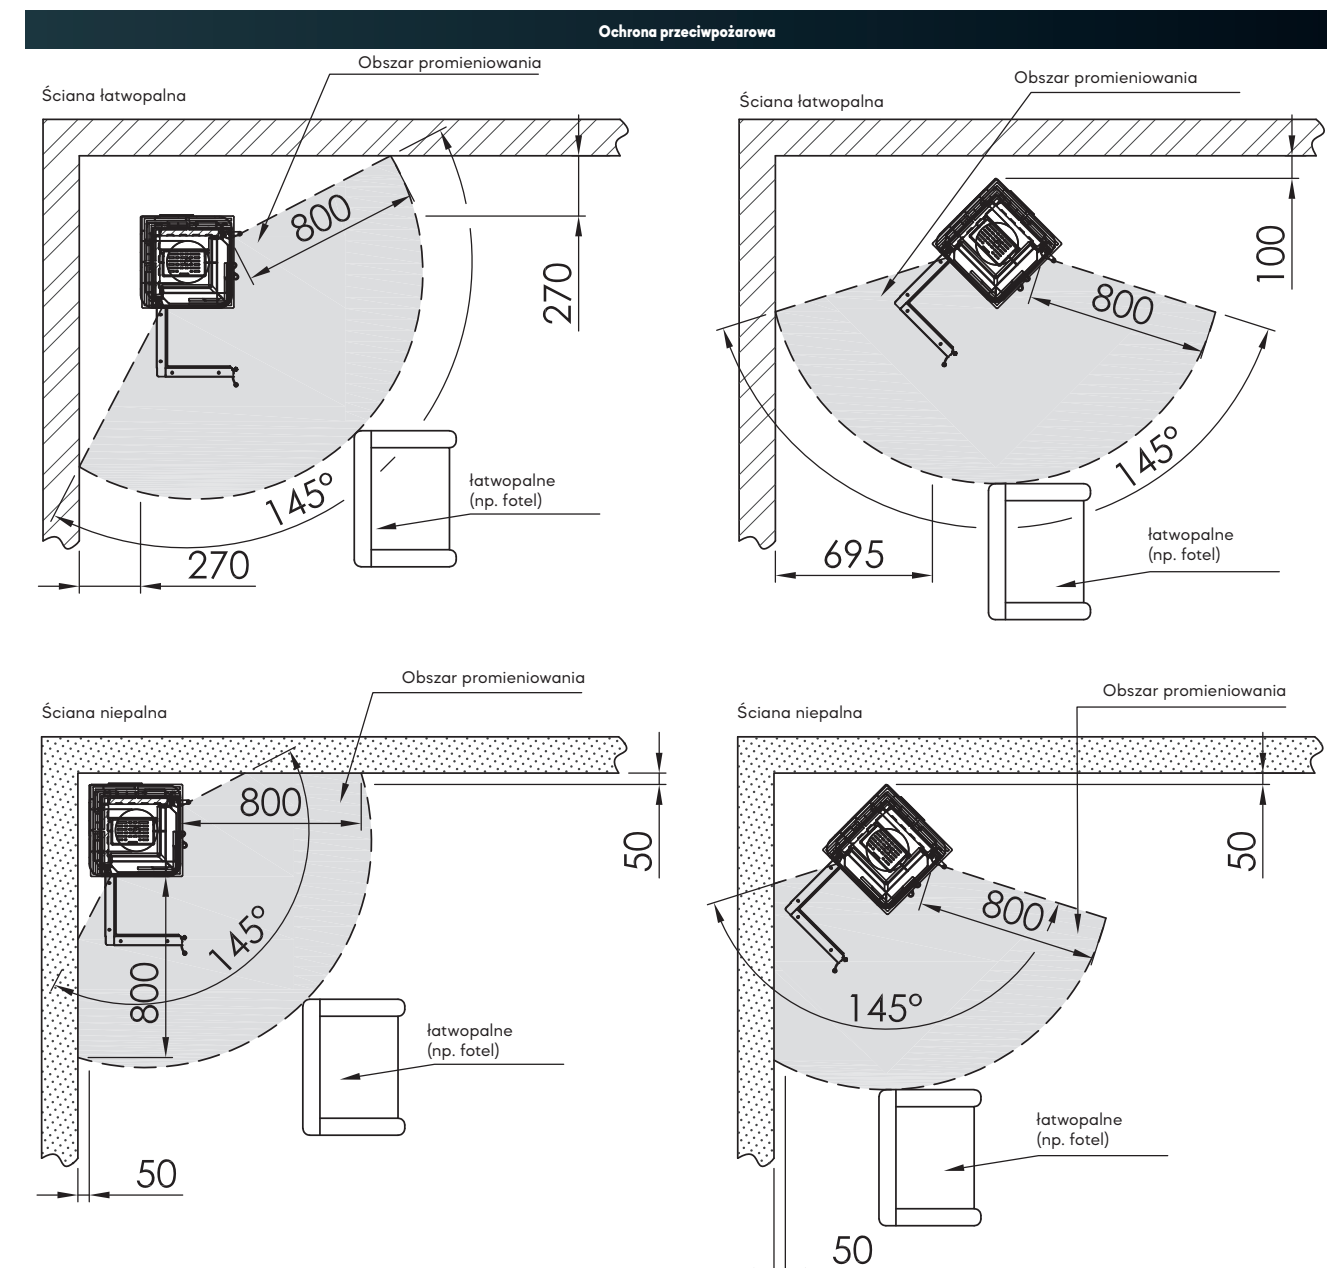 Ochrona przeciwpożarowa
Obszar promieniowania
Ściana łatwopalna
800
270
145°
łatwopalne
(np. fotel)
270
Obszar promieniowania
Ściana łatwopalna
100
800
145°
695
łatwopalne
(np. fotel)
Obszar promieniowania
Ściana niepalna
800
50
145°
800
łatwopalne
(np. fotel)
50
Obszar promieniowania
Ściana niepalna
50
800
145°
łatwopalne
(np. fotel)
50